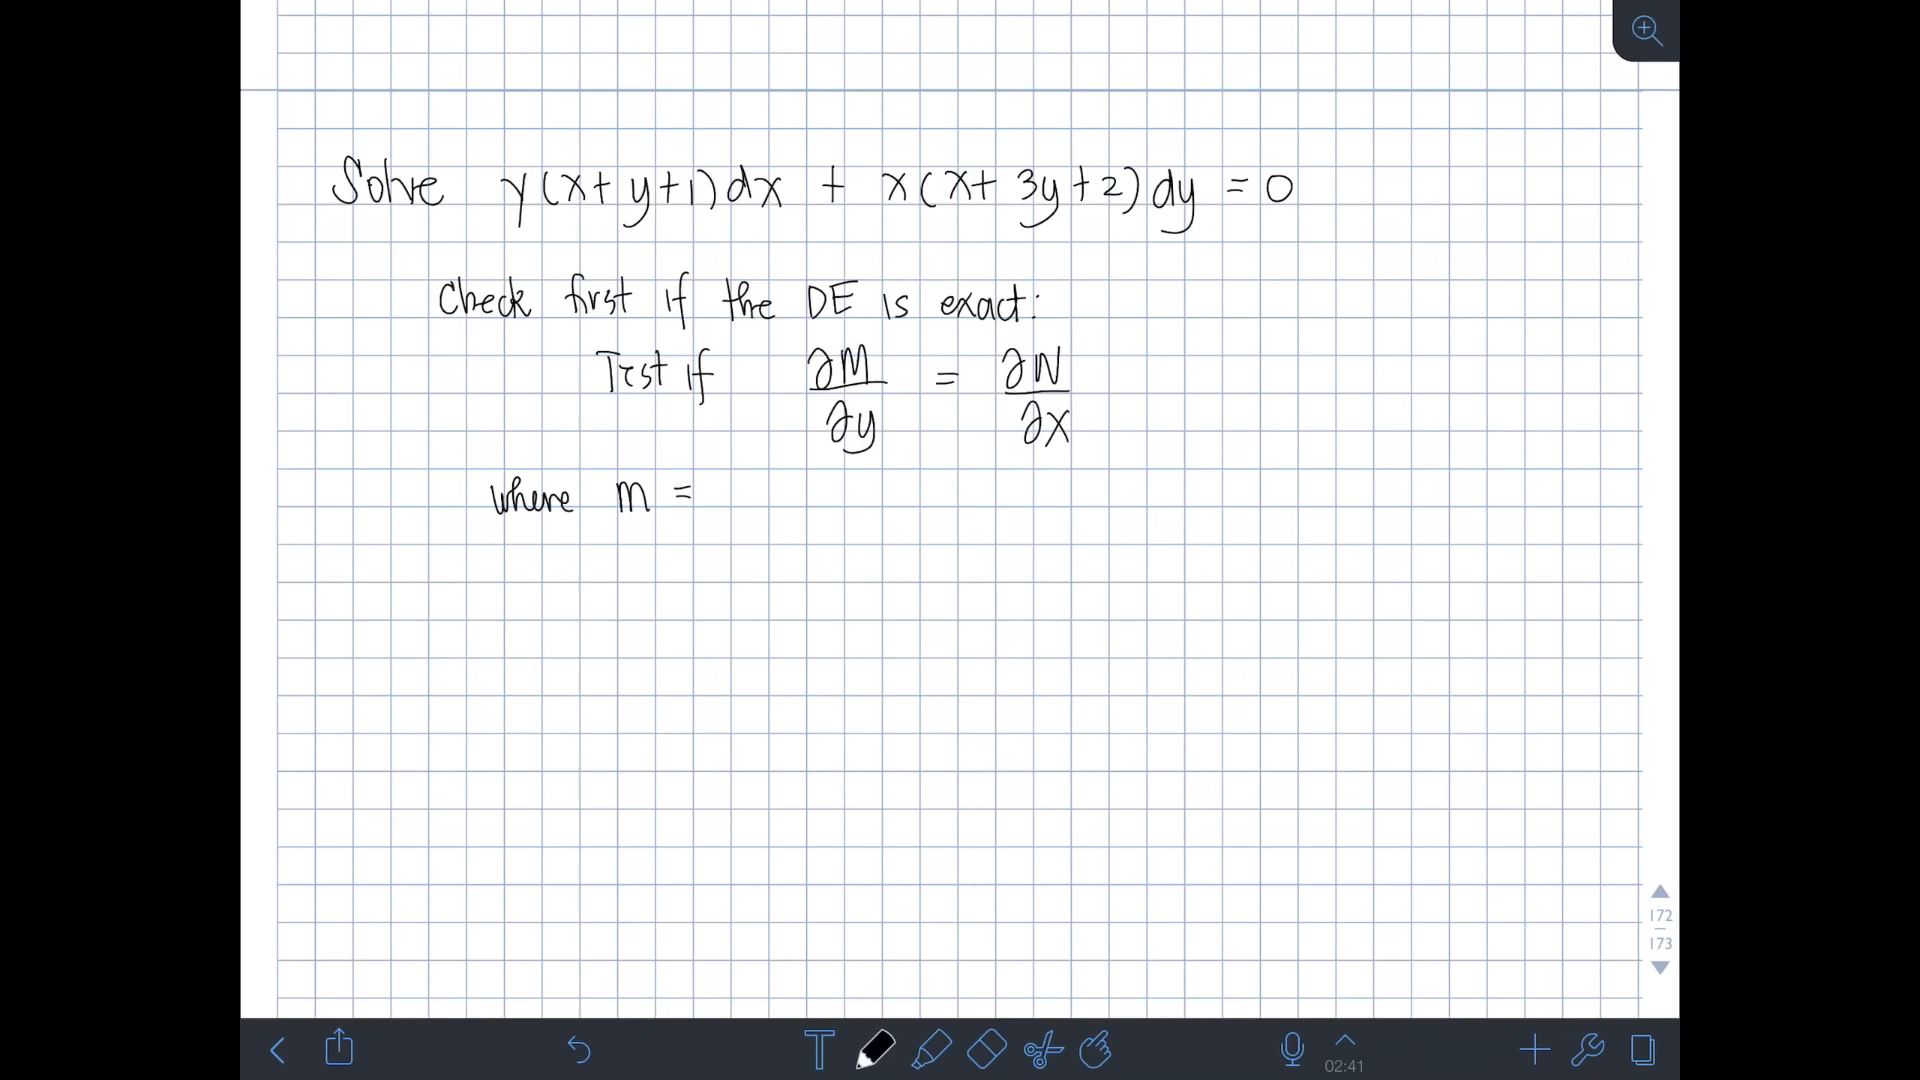 Solve y(x+y+1)dx + x(x+3y+2)dy = 0
Check first if the DE is exact:
Test if ∂M/∂y = ∂N/∂x
where M =
172
173
T
02:41